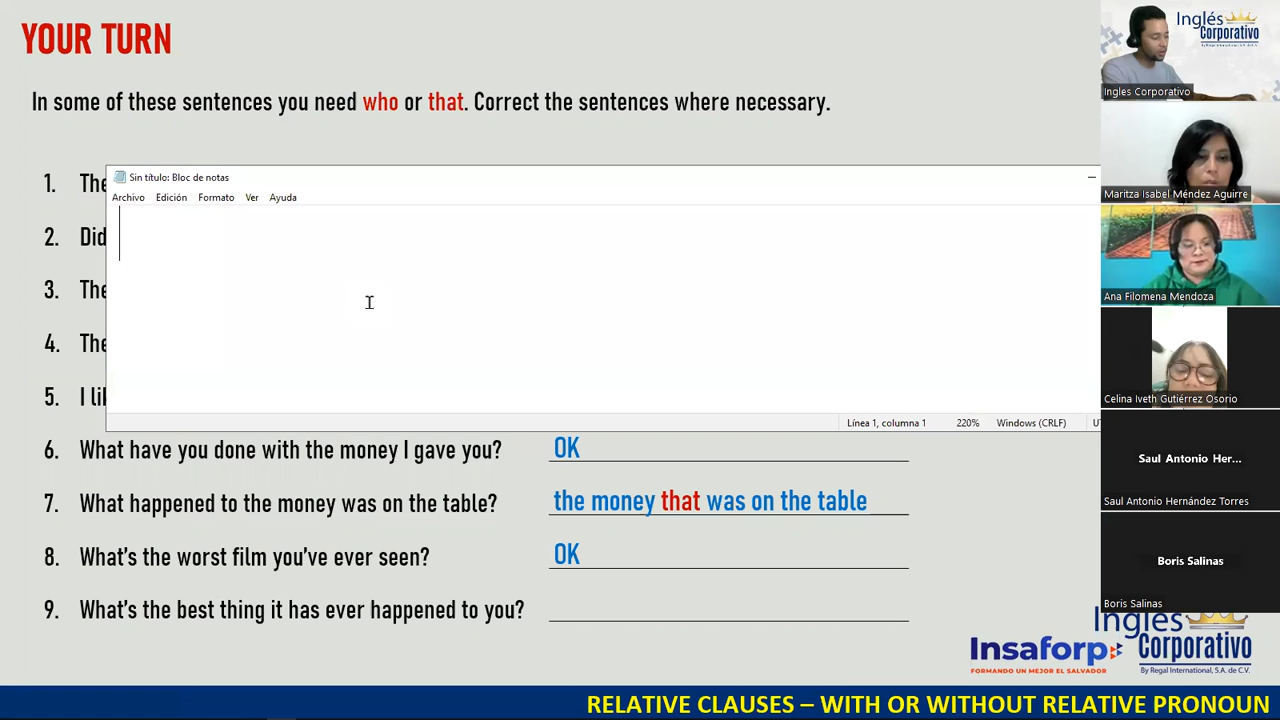 YOUR TURN
In some of these sentences you need who or that. Correct the sentences where necessary.
1. The
2. Did
3. The
4. The
5. I li
Sin título: Bloc de notas
Archivo Edición Formato Ver Ayuda
Línea 1, columna 1 220% Windows (CRLF)
6. What have you done with the money I gave you? OK
7. What happened to the money was on the table? the money that was on the table
8. What's the worst film you've ever seen? OK
9. What's the best thing it has ever happened to you?
Inglés
Corporativo
By Regal International, S.A. de C.V.
Ingles Corporativo
Maritza Isabel Méndez Aguirre
Ana Filomena Mendoza
Celina Iveth Gutiérrez Osorio
Saul Antonio Her...
Saul Antonio Hernández Torres
Boris Salinas
Boris Salinas
Insaforp
FORMANDO UN MEJOR EL SALVADOR
Inglés
Corporativo
By Regal International, S.A. de C.V.
RELATIVE CLAUSES – WITH OR WITHOUT RELATIVE PRONOUN